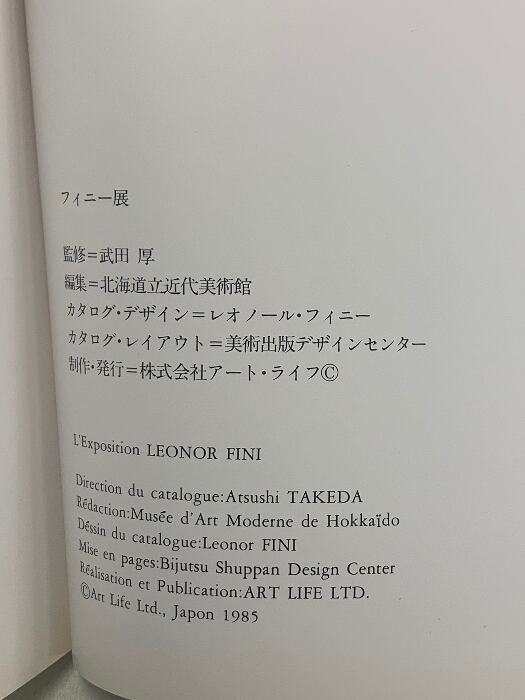 フィニー展
監修＝武田 厚
編集＝北海道立近代美術館
カタログ・デザイン＝レオノール・フィニー
カタログ・レイアウト＝美術出版デザインセンター
制作・発行＝株式会社アート・ライフⒸ
L'Exposition LEONOR FINI
Direction du catalogue:Atsushi TAKEDA
Rédaction:Musée d'Art Moderne de Hokkaïdo
Déssin du catalogue:Leonor FINI
Mise en pages:Bijutsu Shuppan Design Center
Réalisation et Publication:ART LIFE LTD.
ⒸArt Life Ltd., Japon 1985